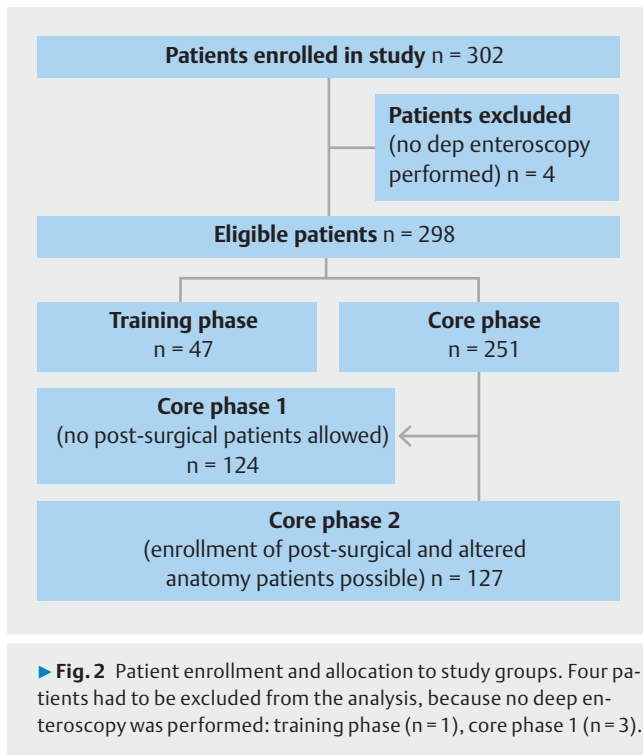 Patients enrolled in study n = 302
Patients excluded
(no dep enteroscopy
performed) n = 4
Eligible patients n = 298
Training phase
n = 47
Core phase
n = 251
Core phase 1
(no post-surgical patients allowed)
n = 124
Core phase 2
(enrollment of post-surgical and altered
anatomy patients possible) n = 127
▶ Fig. 2 Patient enrollment and allocation to study groups. Four pa-
tients had to be excluded from the analysis, because no deep en-
teroscopy was performed: training phase (n = 1), core phase 1 (n = 3).